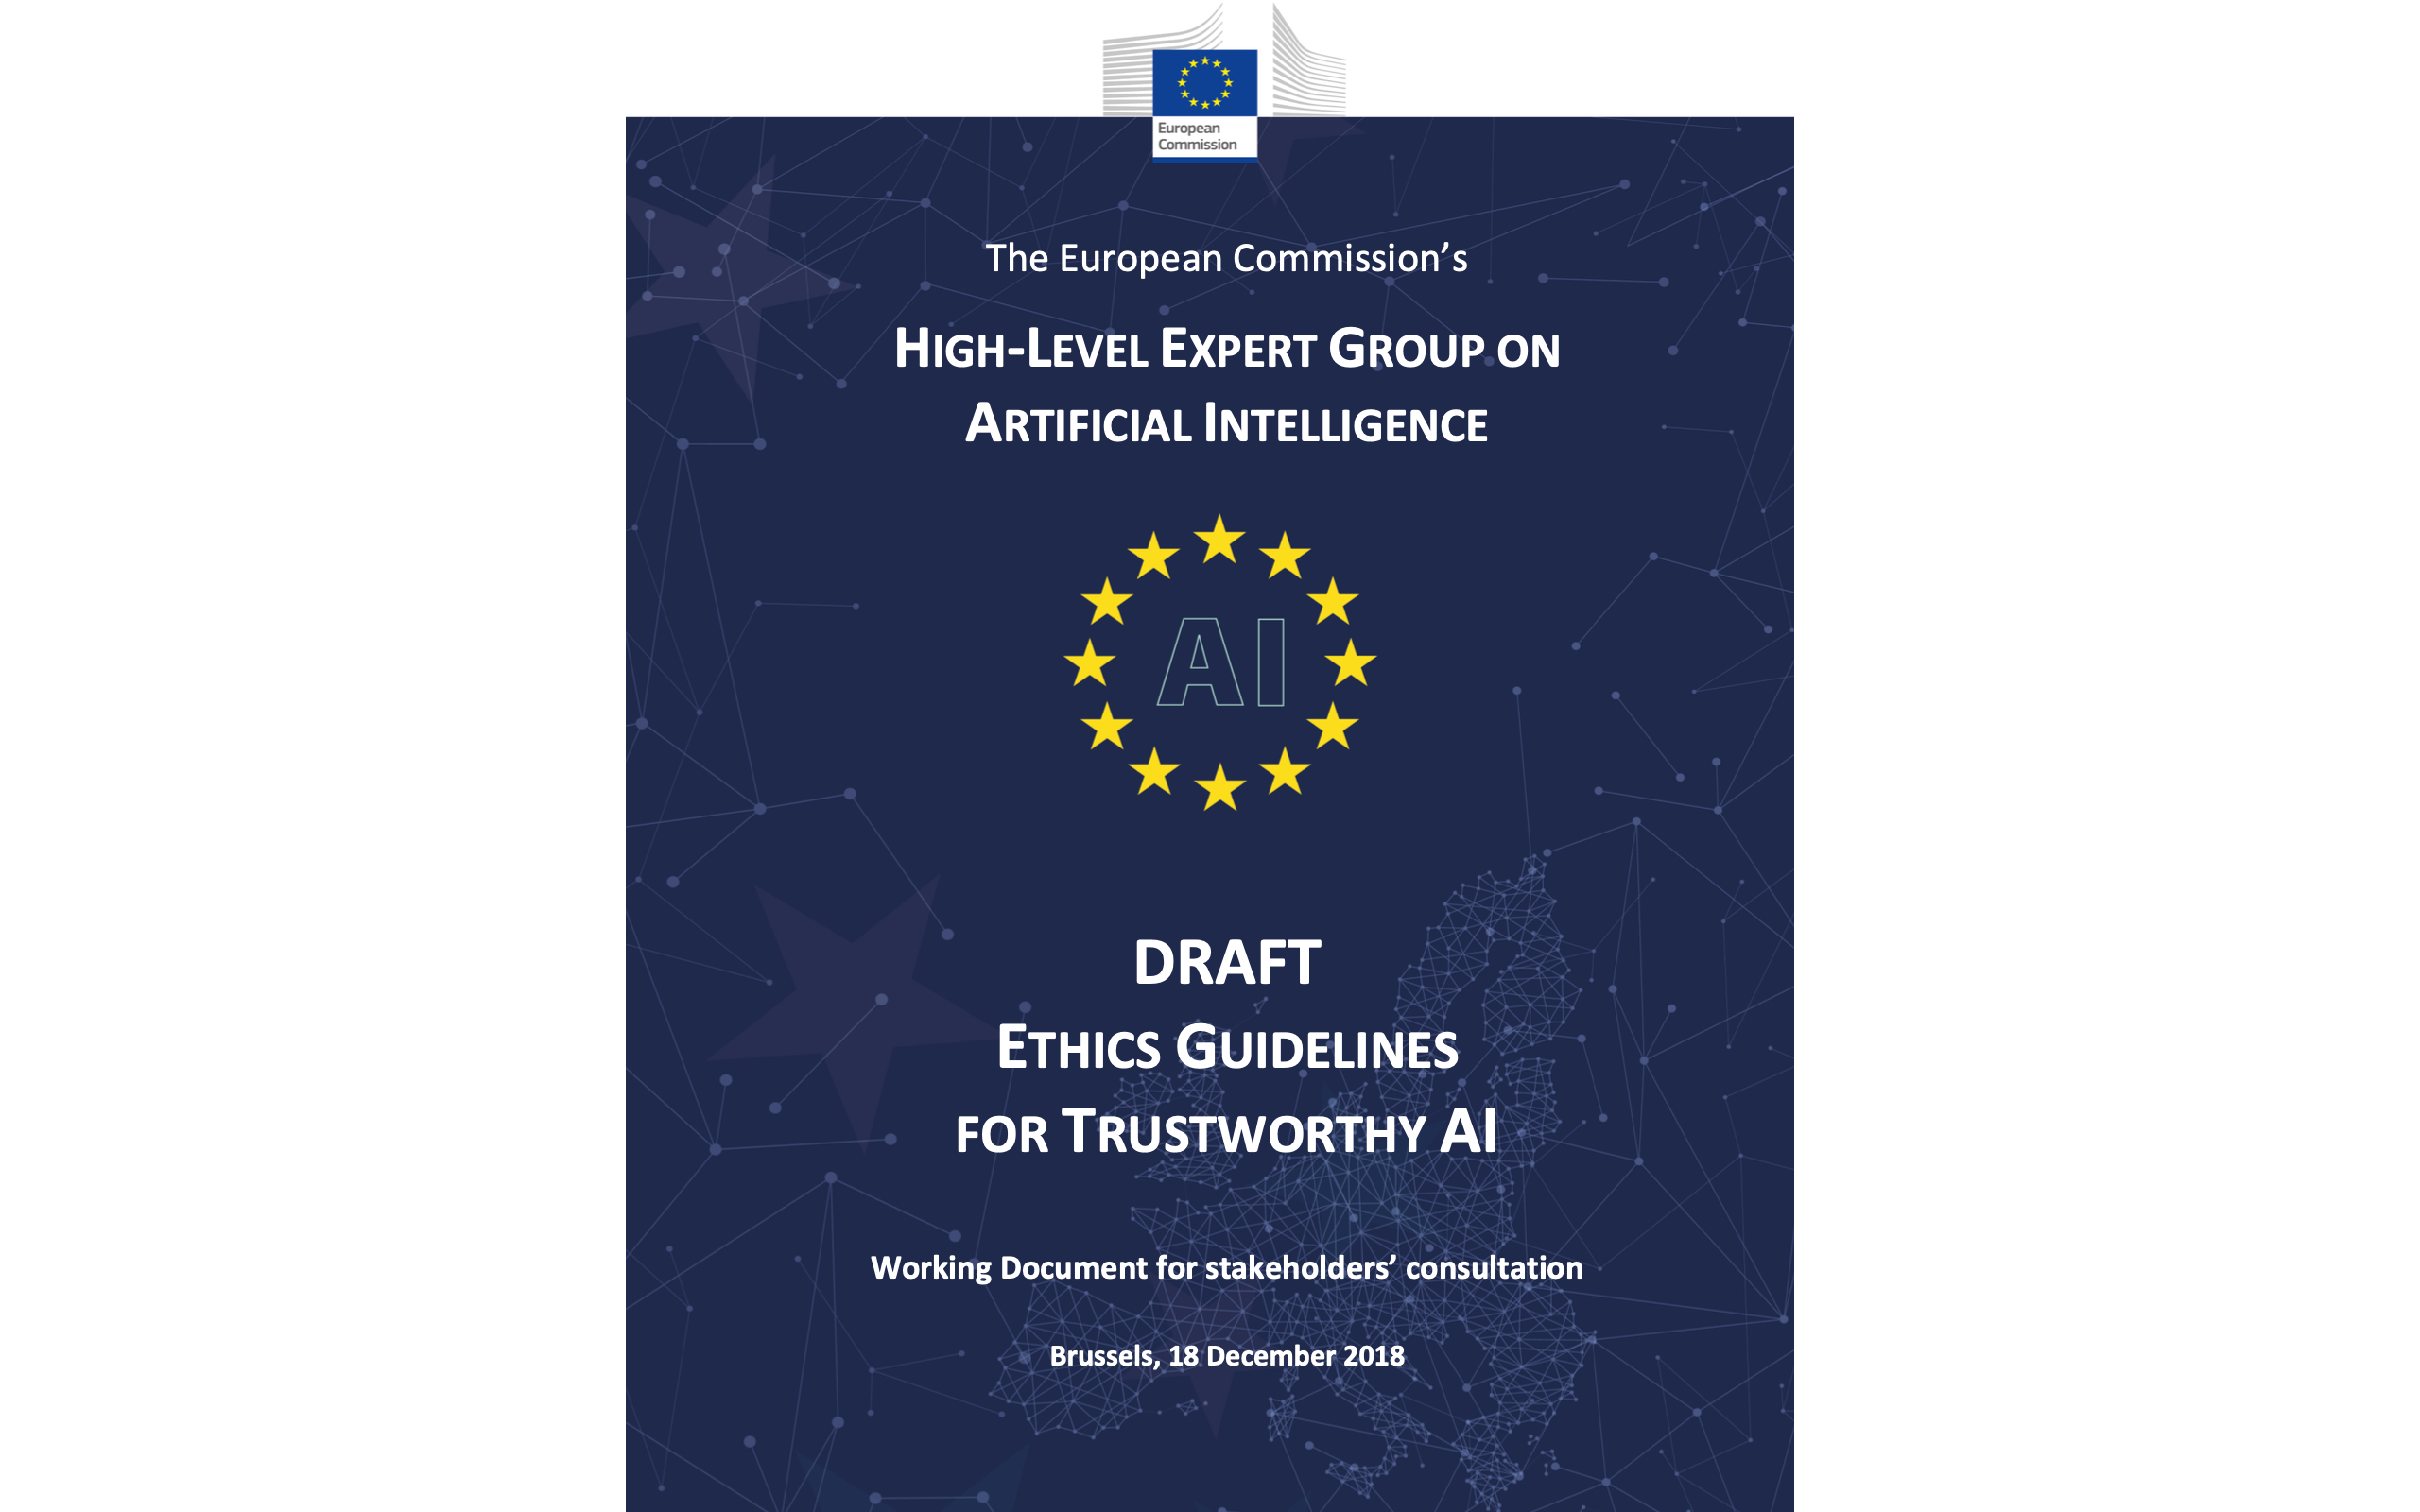 European
Commission
The European Commission’s
HIGH-LEVEL EXPERT GROUP ON
ARTIFICIAL INTELLIGENCE
AI
DRAFT
ETHICS GUIDELINES
FOR TRUSTWORTHY AI
Working Document for stakeholders’ consultation
Brussels, 18 December 2018